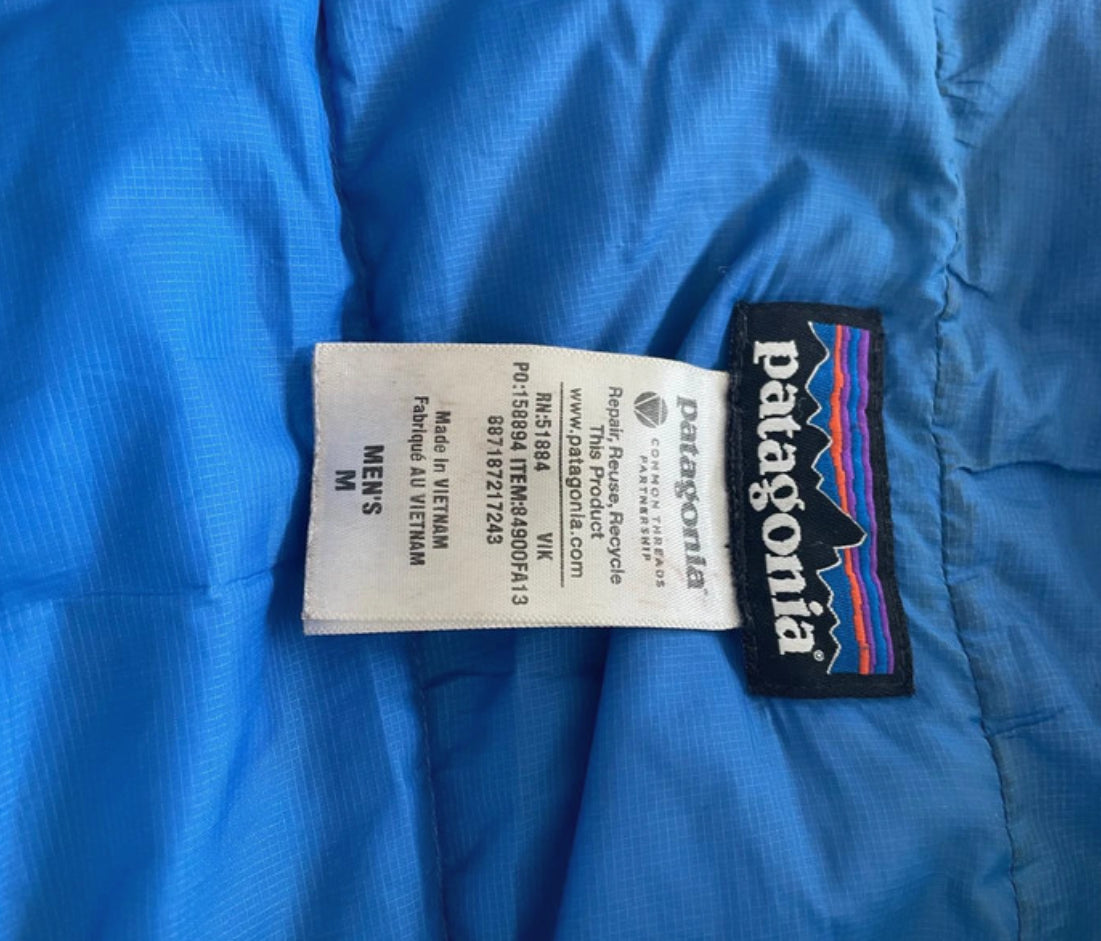 patagonia®
patagonia™
COMMON THREADS
PARTNERSHIP
Repair, Reuse, Recycle
This Product
www.patagonia.com
RN:51884 VIK
PO:158894 ITEM:84900FA13
887187217243
Made in VIETNAM
Fabriqué AU VIETNAM
MEN'S
M